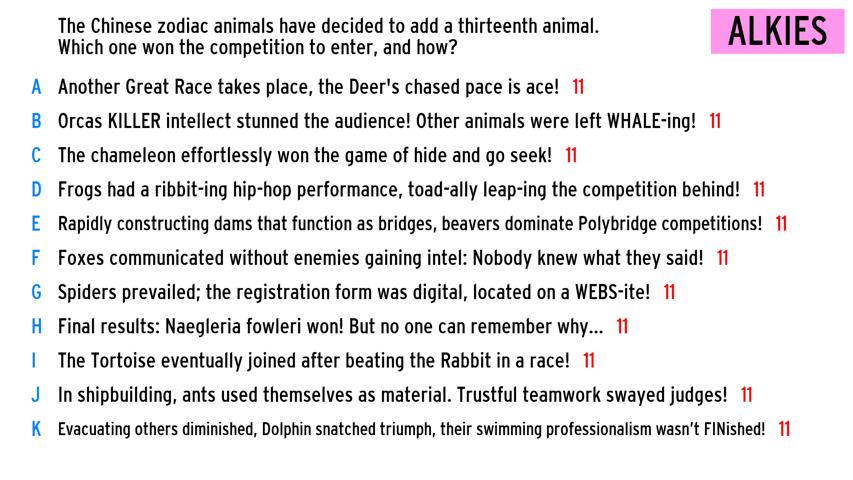 The Chinese zodiac animals have decided to add a thirteenth animal.
Which one won the competition to enter, and how?
ALKIES
A Another Great Race takes place, the Deer's chased pace is ace! 11
B Orcas KILLER intellect stunned the audience! Other animals were left WHALE-ing! 11
C The chameleon effortlessly won the game of hide and go seek! 11
D Frogs had a ribbit-ing hip-hop performance, toad-ally leap-ing the competition behind! 11
E Rapidly constructing dams that function as bridges, beavers dominate Polybridge competitions! 11
F Foxes communicated without enemies gaining intel: Nobody knew what they said! 11
G Spiders prevailed; the registration form was digital, located on a WEBS-ite! 11
H Final results: Naegleria fowleri won! But no one can remember why... 11
I The Tortoise eventually joined after beating the Rabbit in a race! 11
J In shipbuilding, ants used themselves as material. Trustful teamwork swayed judges! 11
K Evacuating others diminished, Dolphin snatched triumph, their swimming professionalism wasn't FINished! 11